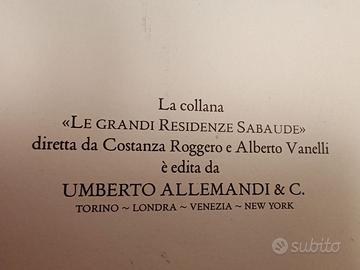 La collana
«LE GRANDI RESIDENZE SABAUDE»
diretta da Costanza Roggero e Alberto Vanelli
è edita da
UMBERTO ALLEMANDI & C.
TORINO ~ LONDRA ~ VENEZIA ~ NEW YORK
subito